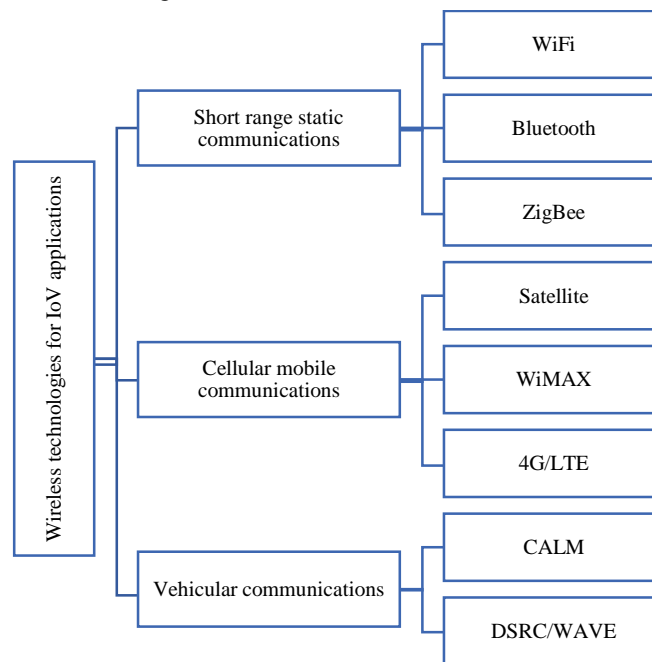 Wireless technologies for IoV applications
Short range static
communications
WiFi
Bluetooth
ZigBee
Cellular mobile
communications
Satellite
WiMAX
4G/LTE
Vehicular communications
CALM
DSRC/WAVE